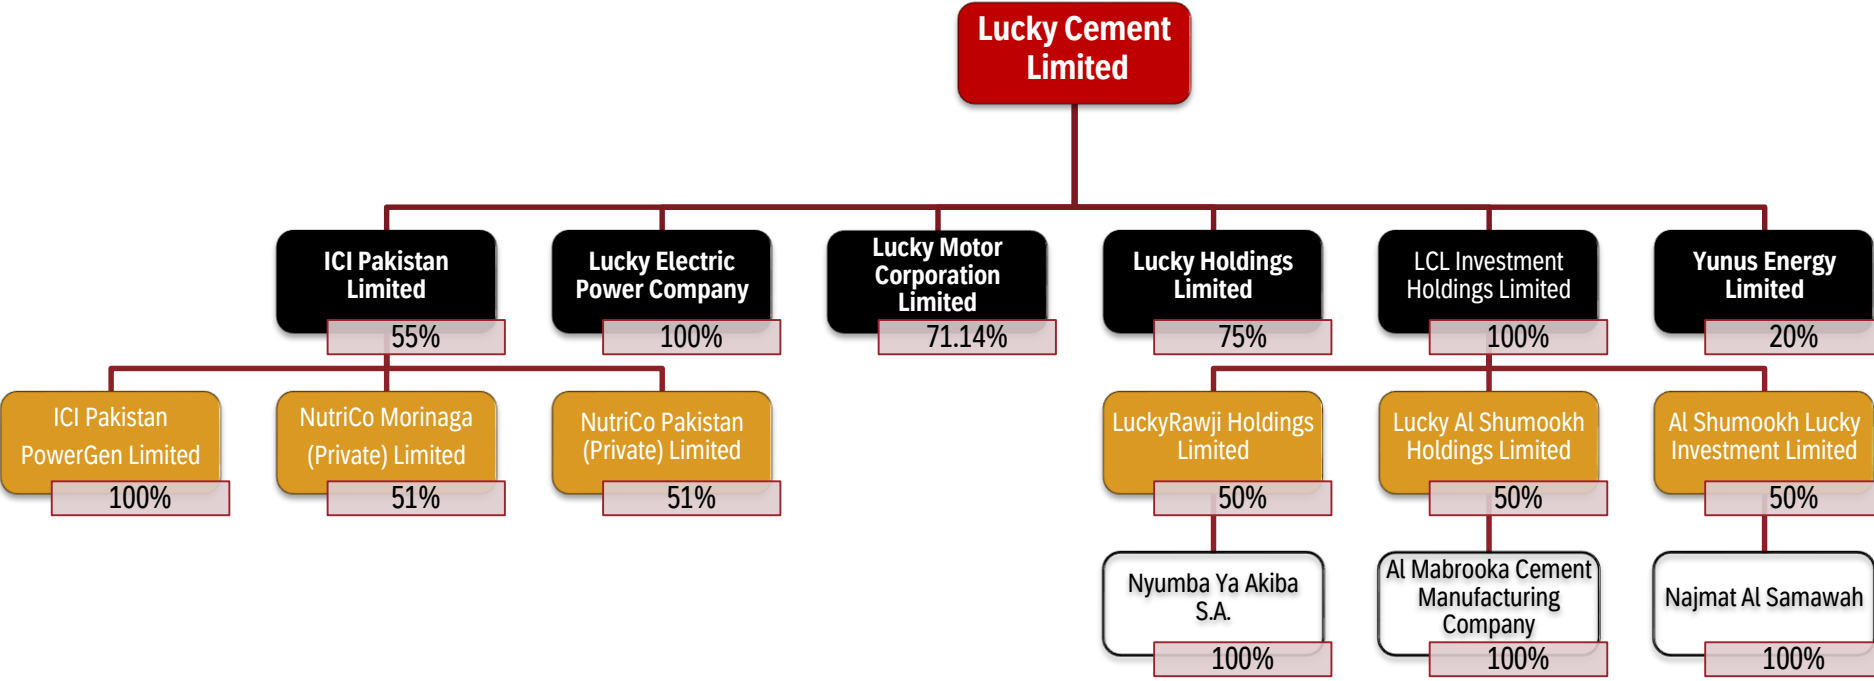 Lucky Cement
Limited
ICI Pakistan
Limited
55%
Lucky Electric
Power Company
100%
Lucky Motor
Corporation
Limited
71.14%
Lucky Holdings
Limited
75%
LCL Investment
Holdings Limited
100%
Yunus Energy
Limited
20%
ICI Pakistan
PowerGen Limited
100%
NutriCo Morinaga
(Private) Limited
51%
NutriCo Pakistan
(Private) Limited
51%
LuckyRawji Holdings
Limited
50%
Lucky Al Shumookh
Holdings Limited
50%
Al Shumookh Lucky
Investment Limited
50%
Nyumba Ya Akiba
S.A.
100%
Al Mabrooka Cement
Manufacturing
Company
100%
Najmat Al Samawah
100%